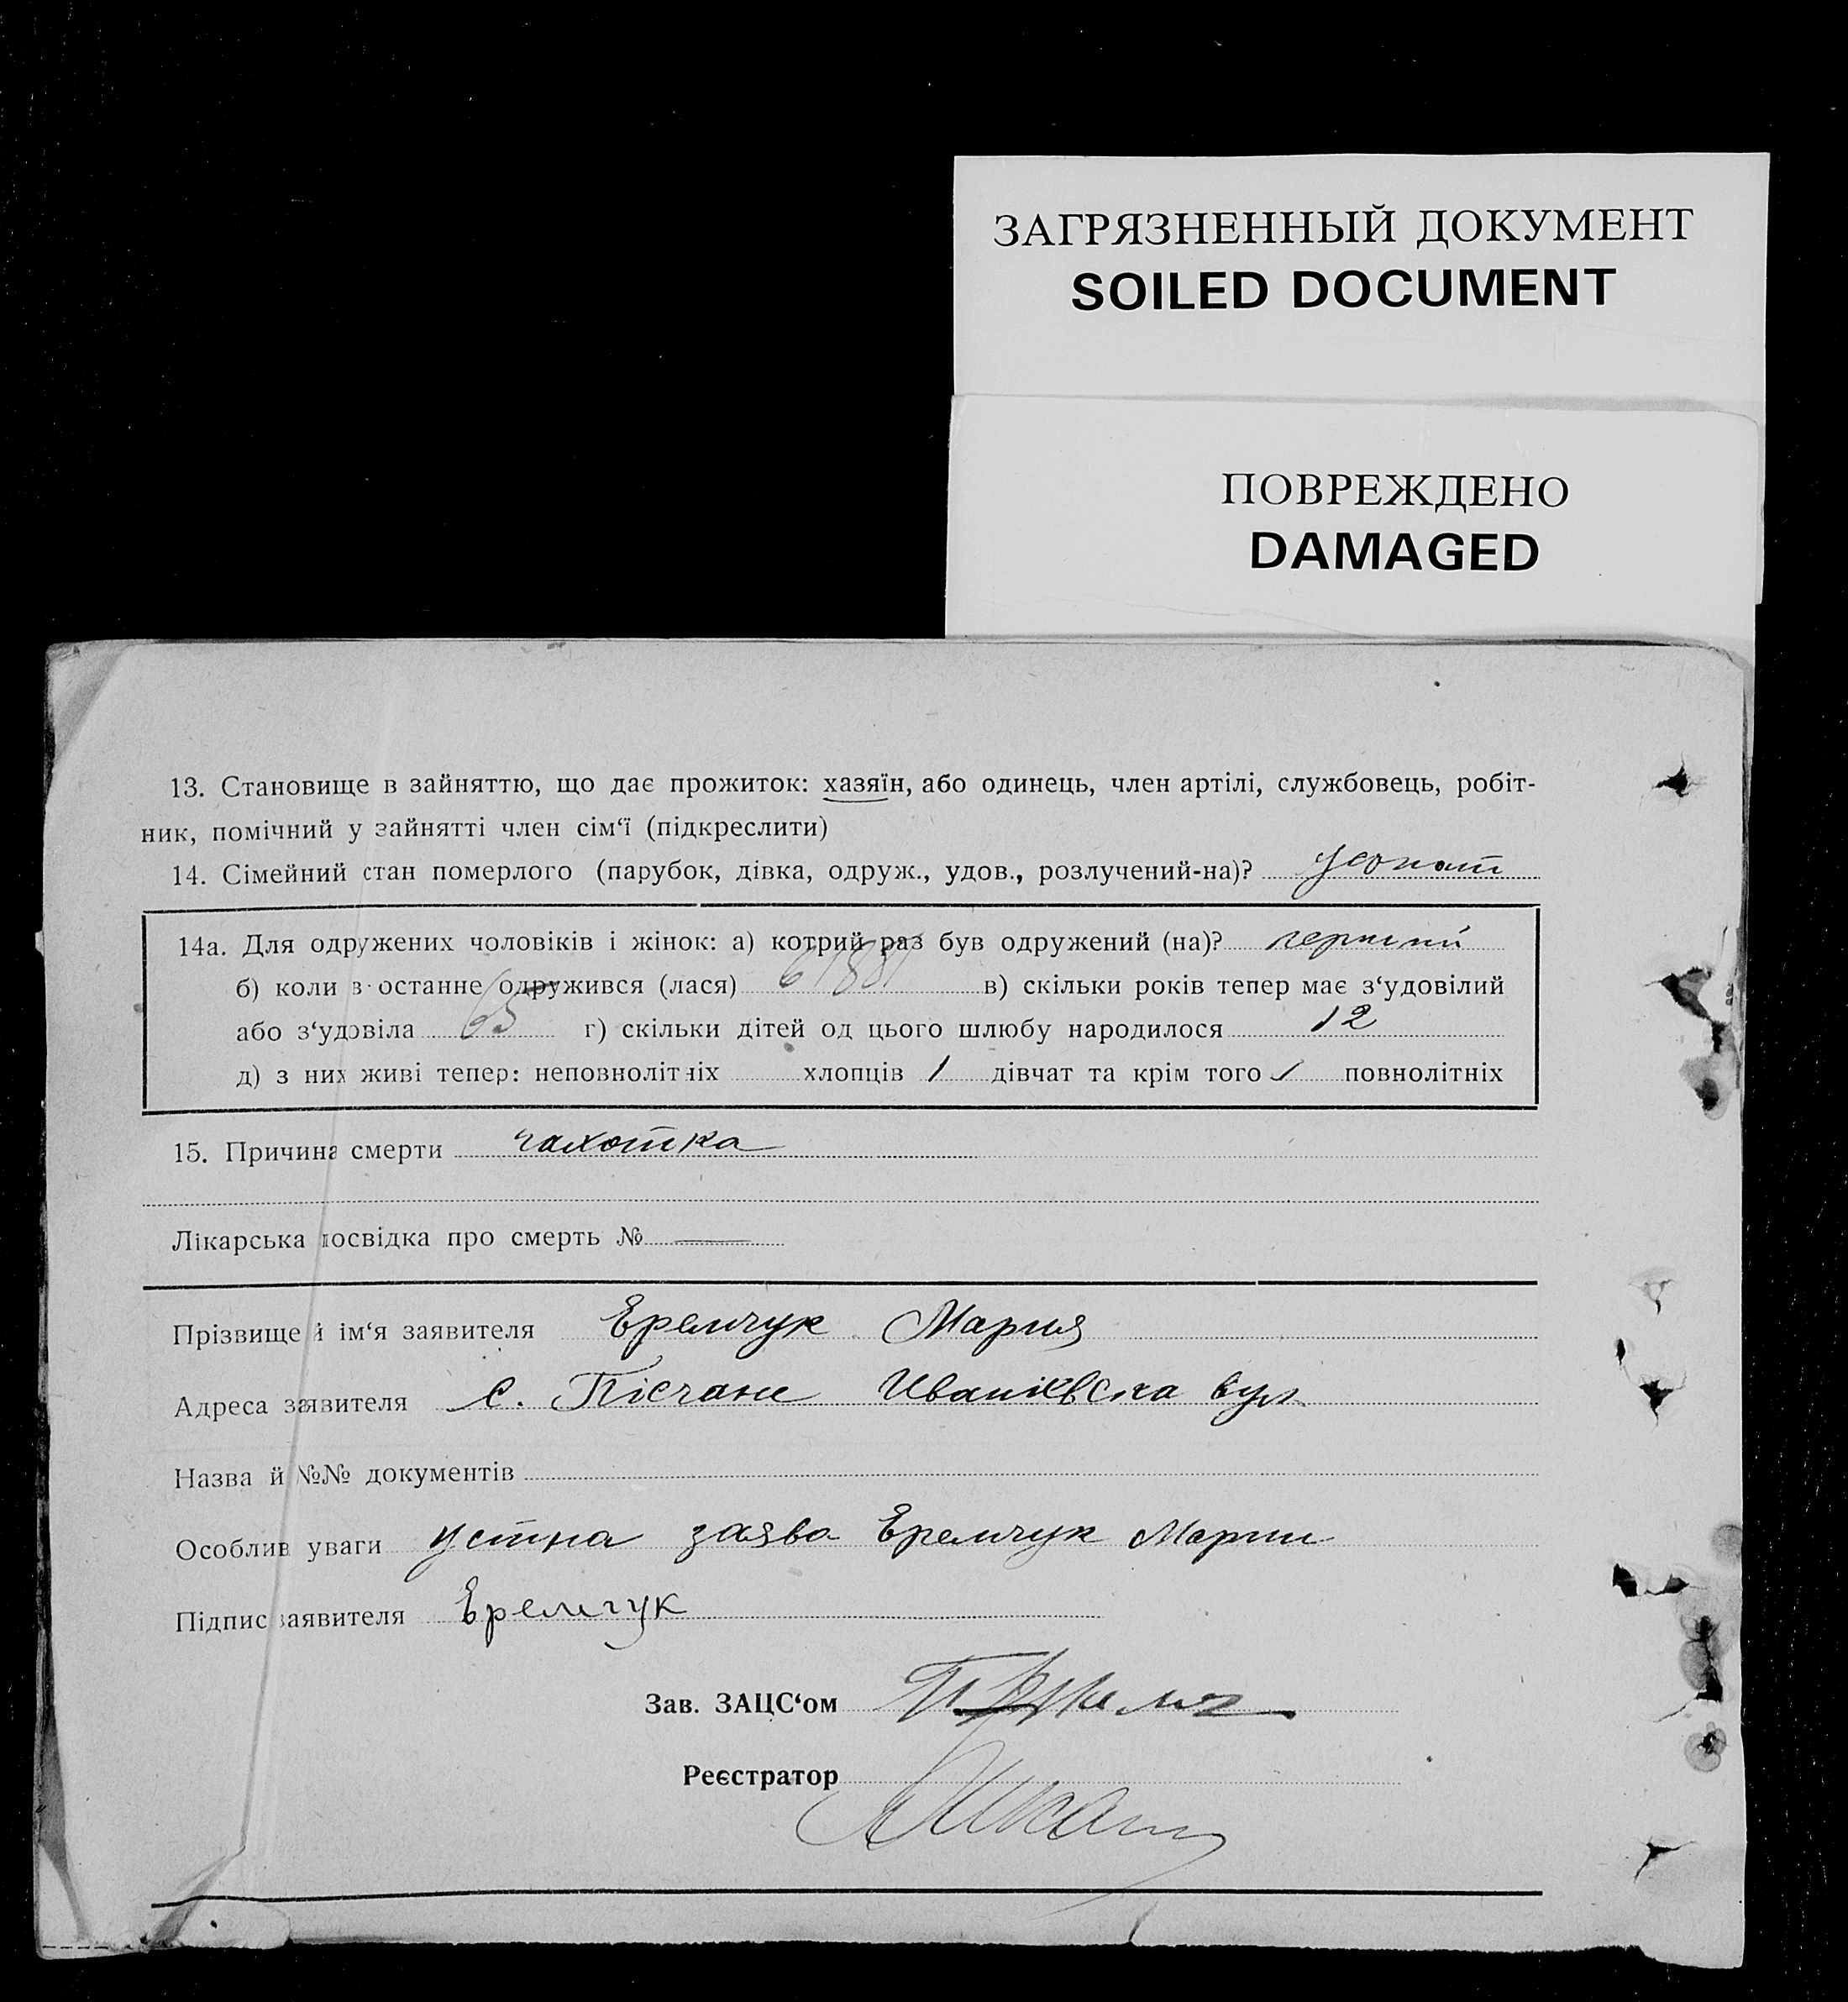 ЗАГРЯЗНЕННЫЙ ДОКУМЕНТ
SOILED DOCUMENT
ПОВРЕЖДЕНО
DAMAGED
13. Становище в зайняттю, що дає прожиток: хазяїн, або одинець, член артілі, службовець, робіт-
ник, помічний у зайнятті член сім‘ї (підкреслити)
14. Сімейний стан померлого (парубок, дівка, одруж., удов., розлучений-на)?
14а. Для одружених чоловіків і жінок: а) котрий раз був одружений (на)? перший
б) коли в останне одружився (лася) в) скільки років тепер має з‘удовілий
або з‘удовіла 65 г) скільки дітей од цього шлюбу народилося 12
д) з них живі тепер: неповнолітніх хлопців 1 дівчат та крім того 1 повнолітніх
15. Причина смерти чахотка
Лікарська посвідка про смерть №
Прізвище й ім‘я заявителя Еремчук Мария
Адреса заявителя с. Пісчане Иванівска вул
Назва й №№ документів
Особлив уваги Устна заява Еремчук Марии
Підпис заявителя Еремчук
Зав. ЗАЦС‘ом
Реєстратор